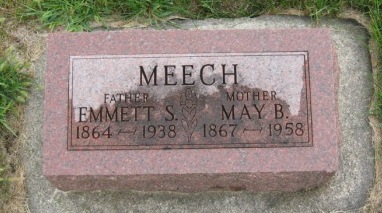 MEECH
FATHER MOTHER
EMMETT S. MAY B.
1864 — 1938 1867 — 1958